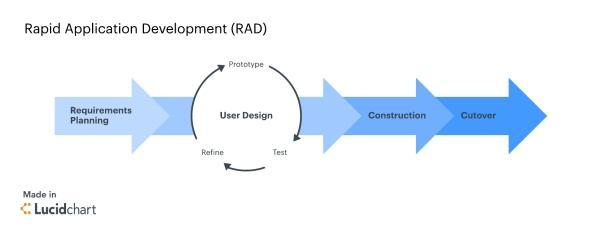 Rapid Application Development (RAD)
Prototype
Requirements
Planning
User Design
Construction
Cutover
Refine
Test
Made in
Lucidchart